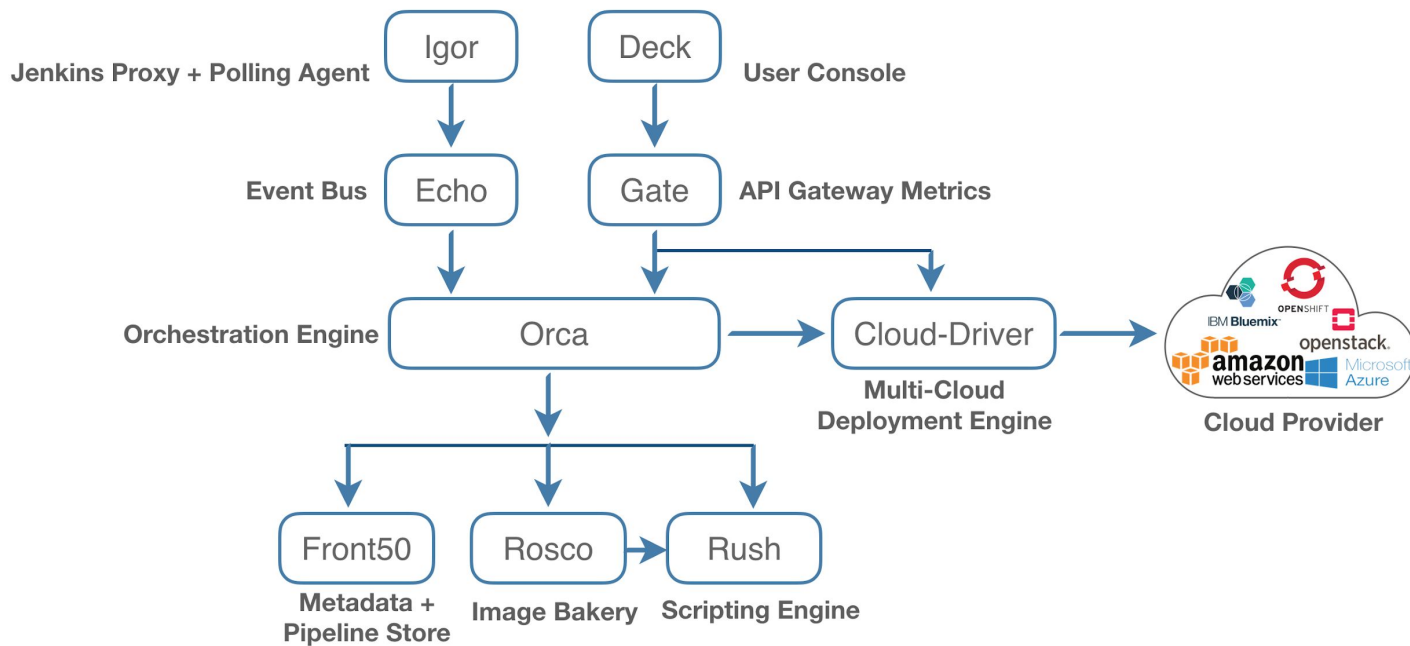 Igor
Deck
Jenkins Proxy + Polling Agent
User Console
Echo
Gate
Event Bus
API Gateway Metrics
Orca
Cloud-Driver
Orchestration Engine
Multi-Cloud
Deployment Engine
OPENSHIFT
IBM Bluemix™
openstack.
amazon
web services
Microsoft
Azure
Cloud Provider
Front50
Rosco
Rush
Metadata +
Pipeline Store
Image Bakery
Scripting Engine